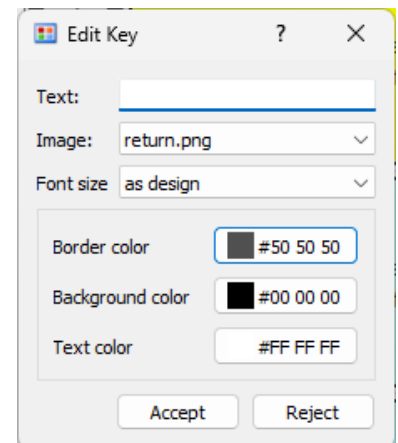 Edit Key ?
Text:
Image: return.png
Font size as design
Border color #50 50 50
Background color #00 00 00
Text color #FF FF FF
Accept Reject